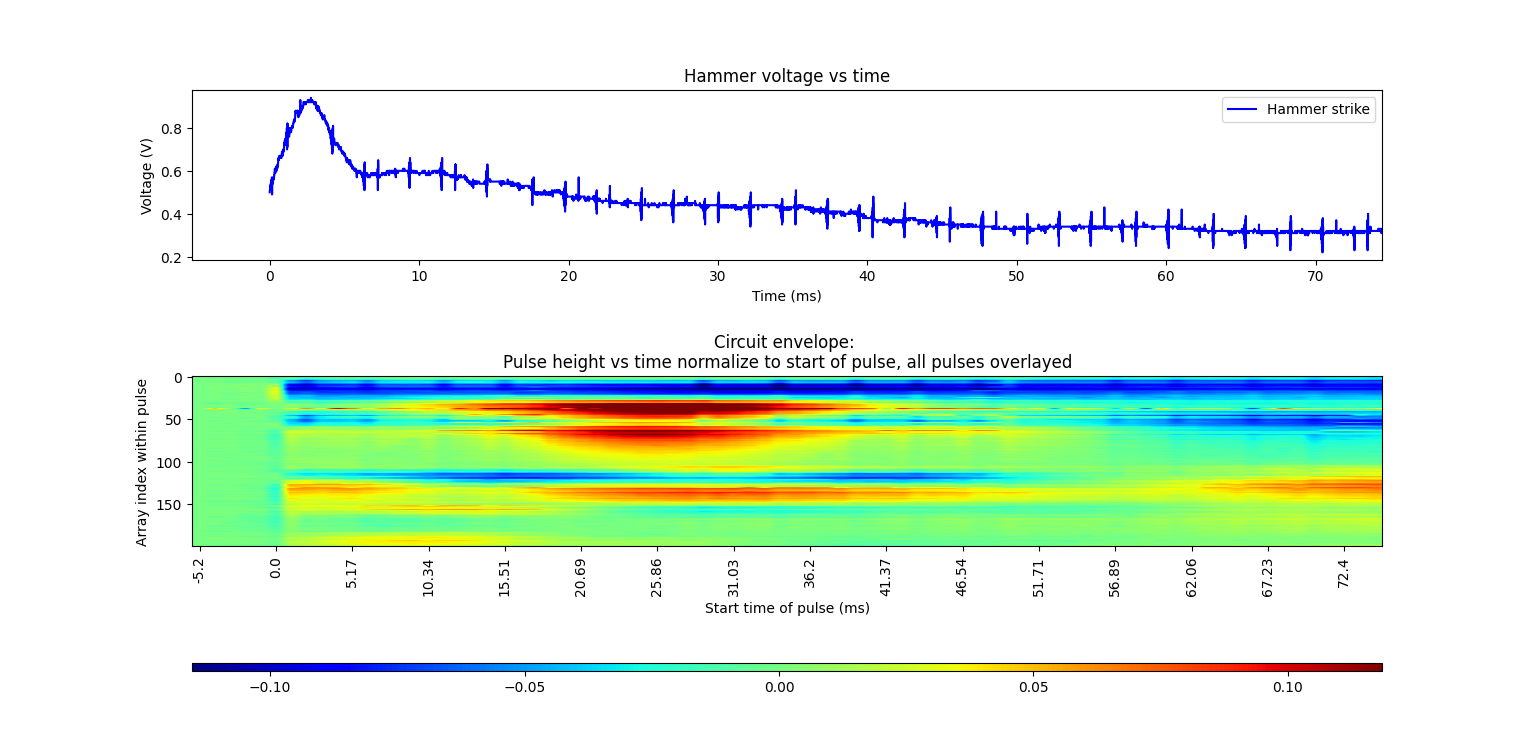 Hammer voltage vs time
Hammer strike
0.8
0.6
0.4
0.2
Voltage (V)
0 10 20 30 40 50 60 70
Time (ms)
Circuit envelope:
Pulse height vs time normalize to start of pulse, all pulses overlayed
0
50
100
150
Array index within pulse
-5.2 0.0 5.17 10.34 15.51 20.69 25.86 31.03 36.2 41.37 46.54 51.71 56.89 62.06 67.23 72.4
Start time of pulse (ms)
−0.10 −0.05 0.00 0.05 0.10